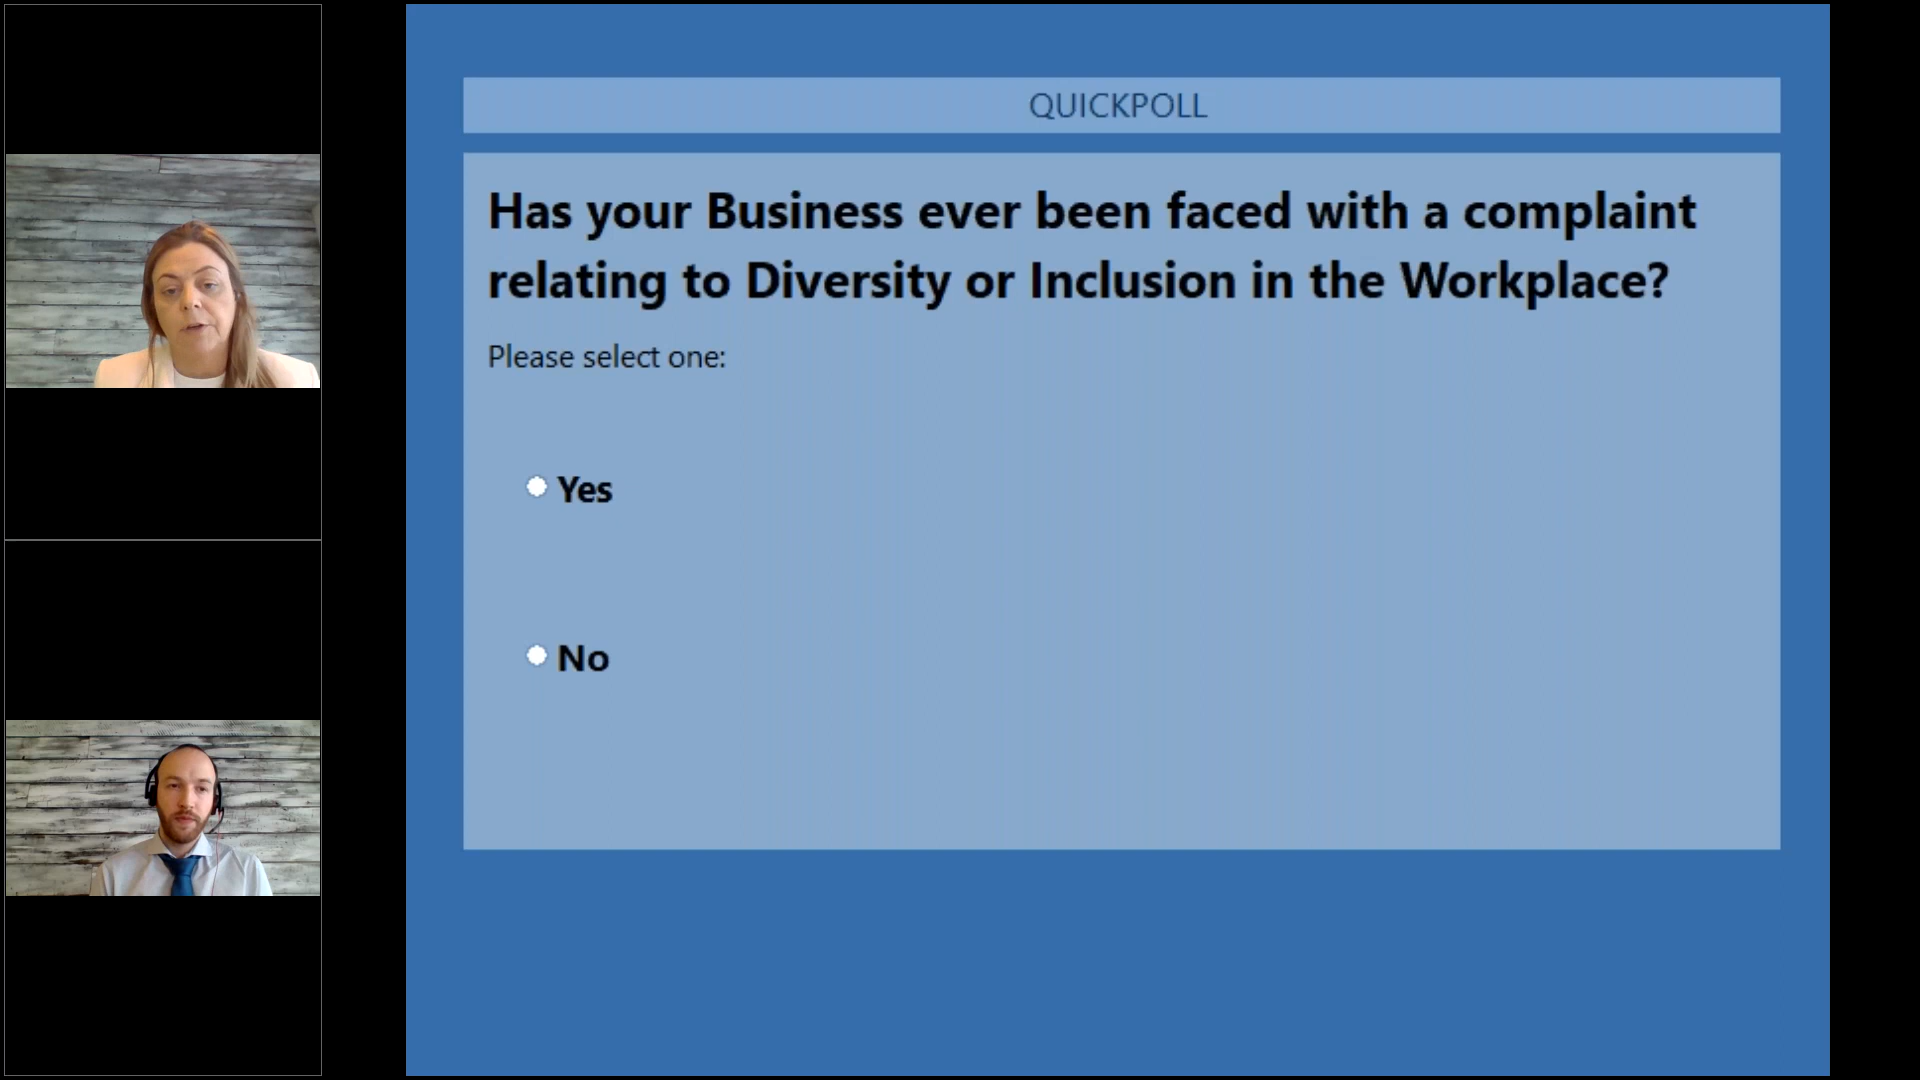 QUICKPOLL
Has your Business ever been faced with a complaint
relating to Diversity or Inclusion in the Workplace?
Please select one:
Yes
No